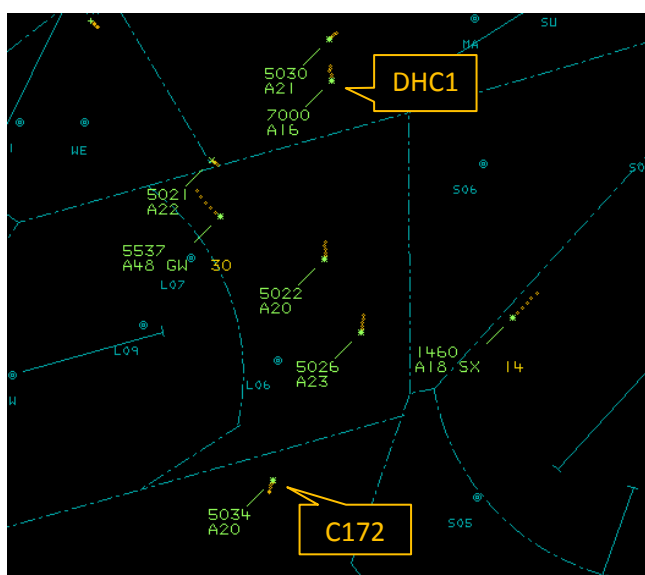 SU
MA
5030
A21
DHC1
7000
A16
WE
5021
A22
S06
SO
5537
A48 GW 30
L07
5022
A20
L09
1460
A18 SX 14
5026
A23
L06
W
5034
A20
C172
S05